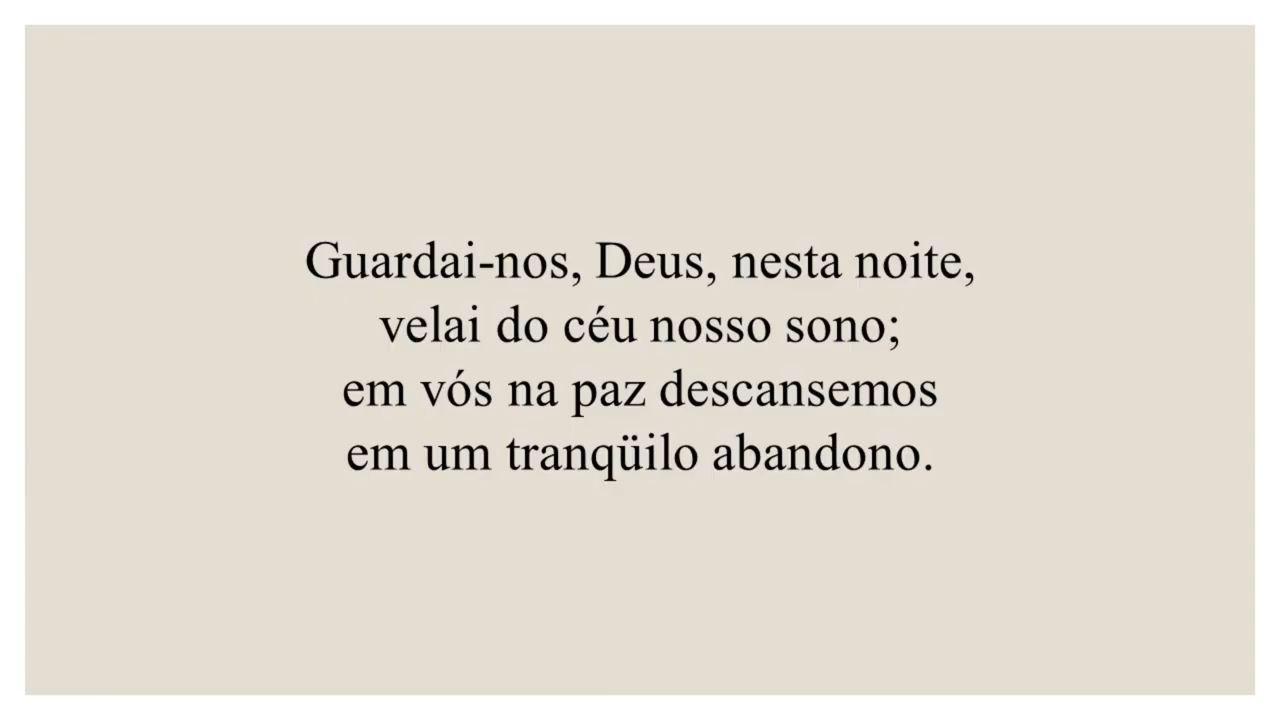 Guardai-nos, Deus, nesta noite,
velai do céu nosso sono;
em vós na paz descansemos
em um tranqüilo abandono.